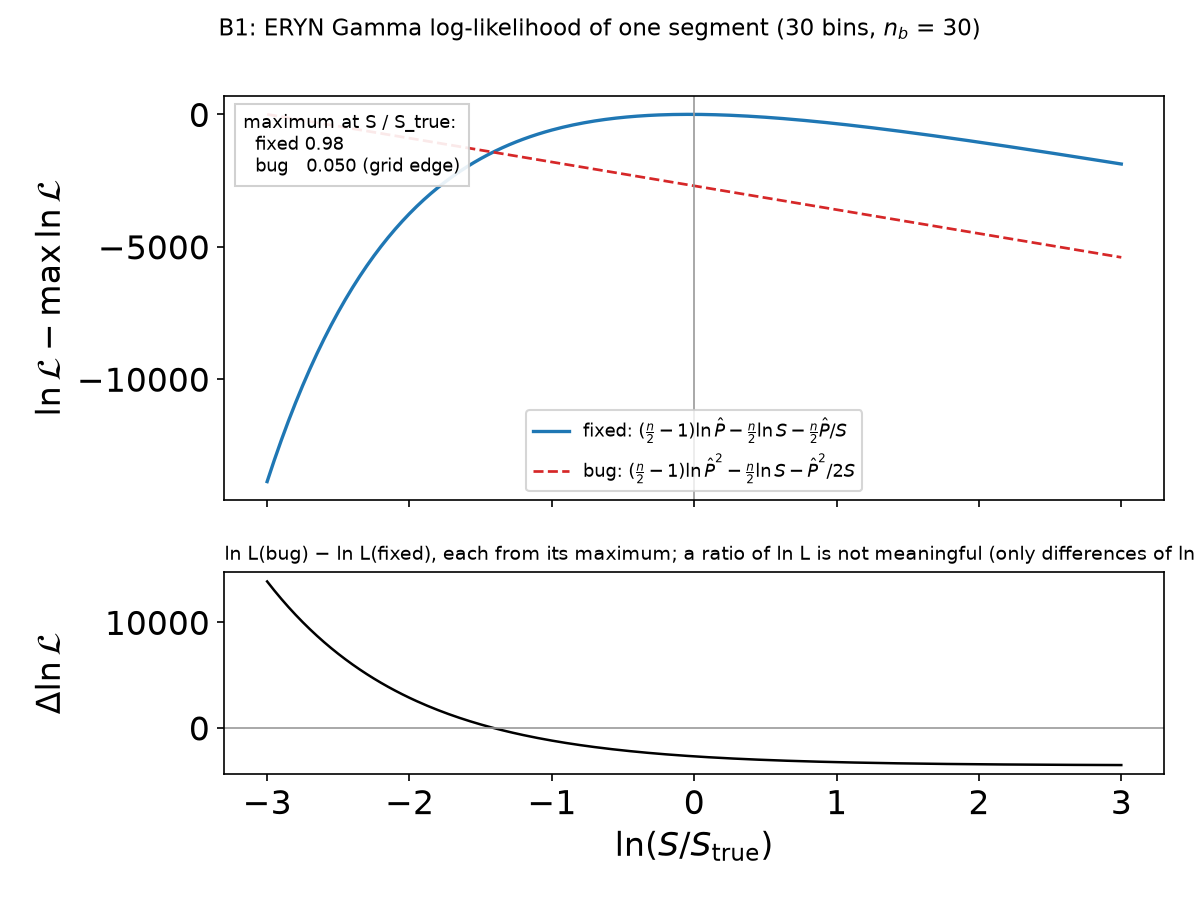 B1: ERYN Gamma log-likelihood of one segment (30 bins, n_b = 30)
maximum at S / S_true:
fixed 0.98
bug 0.050 (grid edge)
0
−5000
−10000
ln ℒ − max ln ℒ
fixed: (n/2 − 1)ln P̂ − n/2 ln S − n/2 P̂/S
bug: (n/2 − 1)ln P̂² − n/2 ln S − P̂²/2S
ln L(bug) − ln L(fixed), each from its maximum; a ratio of ln L is not meaningful (only differences of ln
10000
0
Δln ℒ
−3 −2 −1 0 1 2 3
ln(S/S_true)